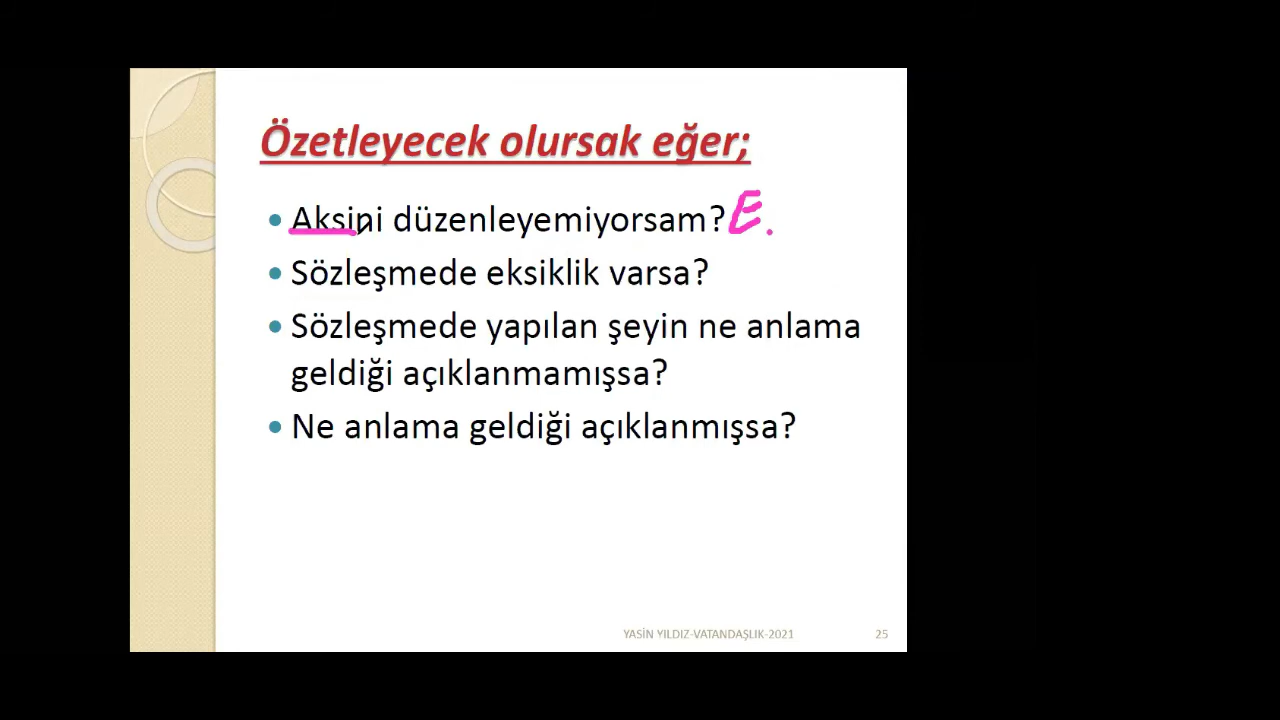 Özetleyecek olursak eğer;
• Aksini düzenleyemiyorsam? E.
• Sözleşmede eksiklik varsa?
• Sözleşmede yapılan şeyin ne anlama
geldiği açıklanmamışsa?
• Ne anlama geldiği açıklanmışsa?
YASİN YILDIZ-VATANDAŞLIK-2021 25